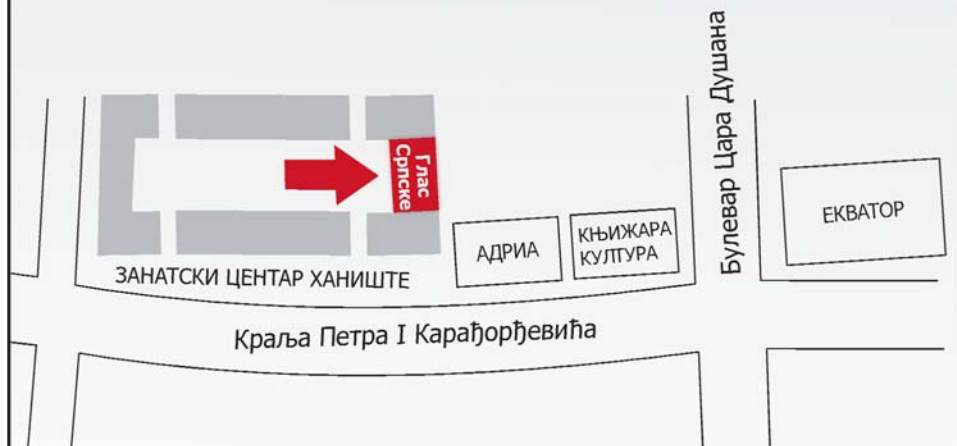 Глас
Српске
Булевар Цара Душана
АДРИА
КЊИЖАРА
КУЛТУРА
ЕКВАТОР
ЗАНАТСКИ ЦЕНТАР ХАНИШТЕ
Краља Петра I Карађорђевића